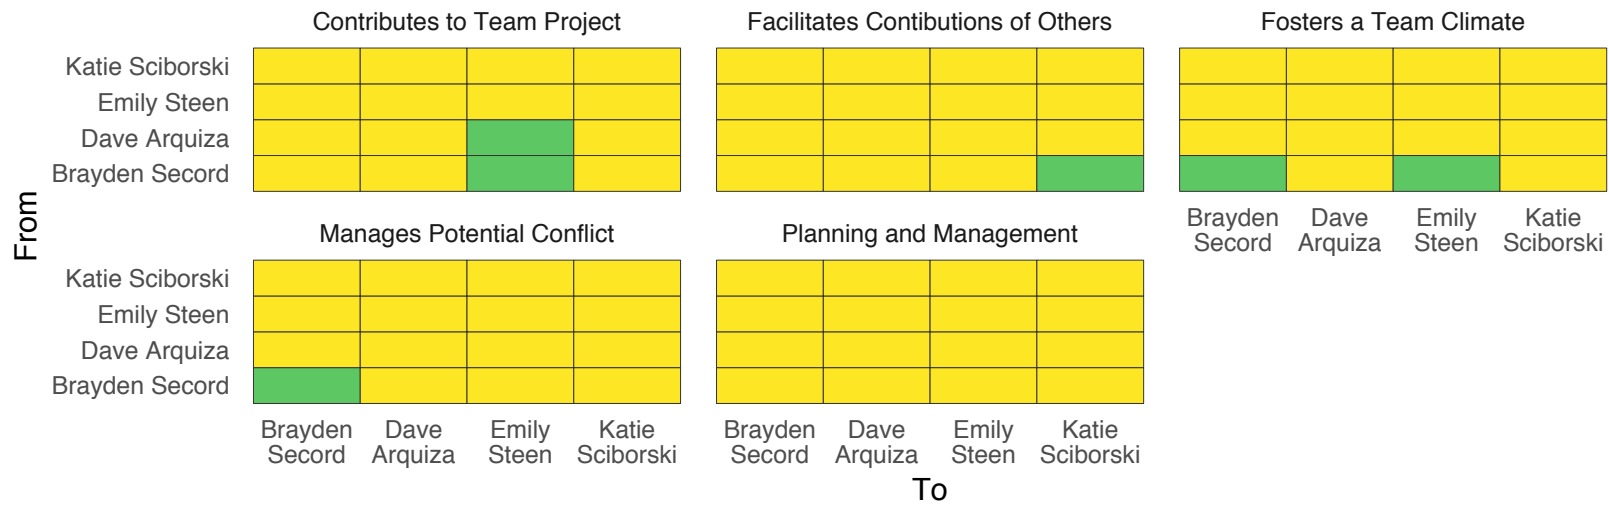 Contributes to Team Project
Facilitates Contibutions of Others
Fosters a Team Climate
Katie Sciborski
Emily Steen
Dave Arquiza
Brayden Secord
Brayden
Secord
Dave
Arquiza
Emily
Steen
Katie
Sciborski
From
Manages Potential Conflict
Planning and Management
Katie Sciborski
Emily Steen
Dave Arquiza
Brayden Secord
Brayden
Secord
Dave
Arquiza
Emily
Steen
Katie
Sciborski
Brayden
Secord
Dave
Arquiza
Emily
Steen
Katie
Sciborski
To